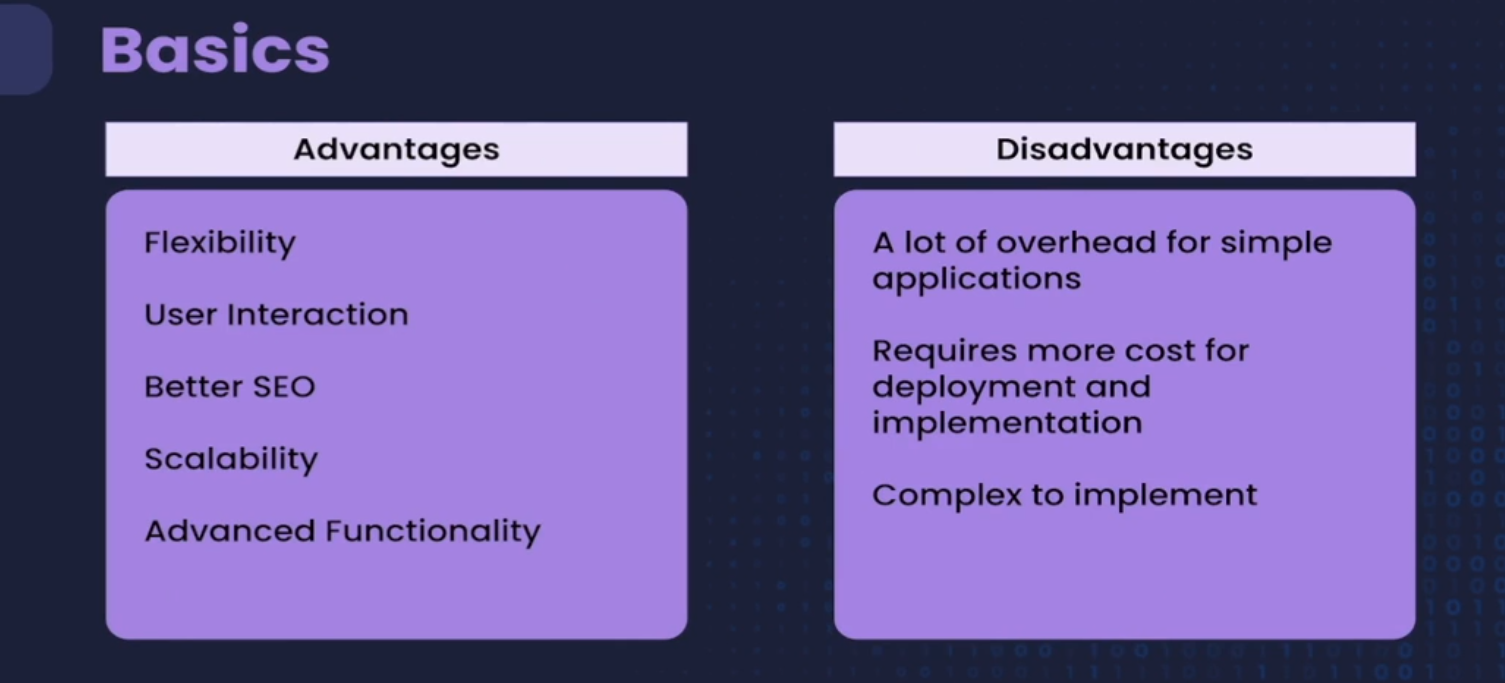 Basics
Advantages
Flexibility
User Interaction
Better SEO
Scalability
Advanced Functionality
Disadvantages
A lot of overhead for simple
applications
Requires more cost for
deployment and
implementation
Complex to implement